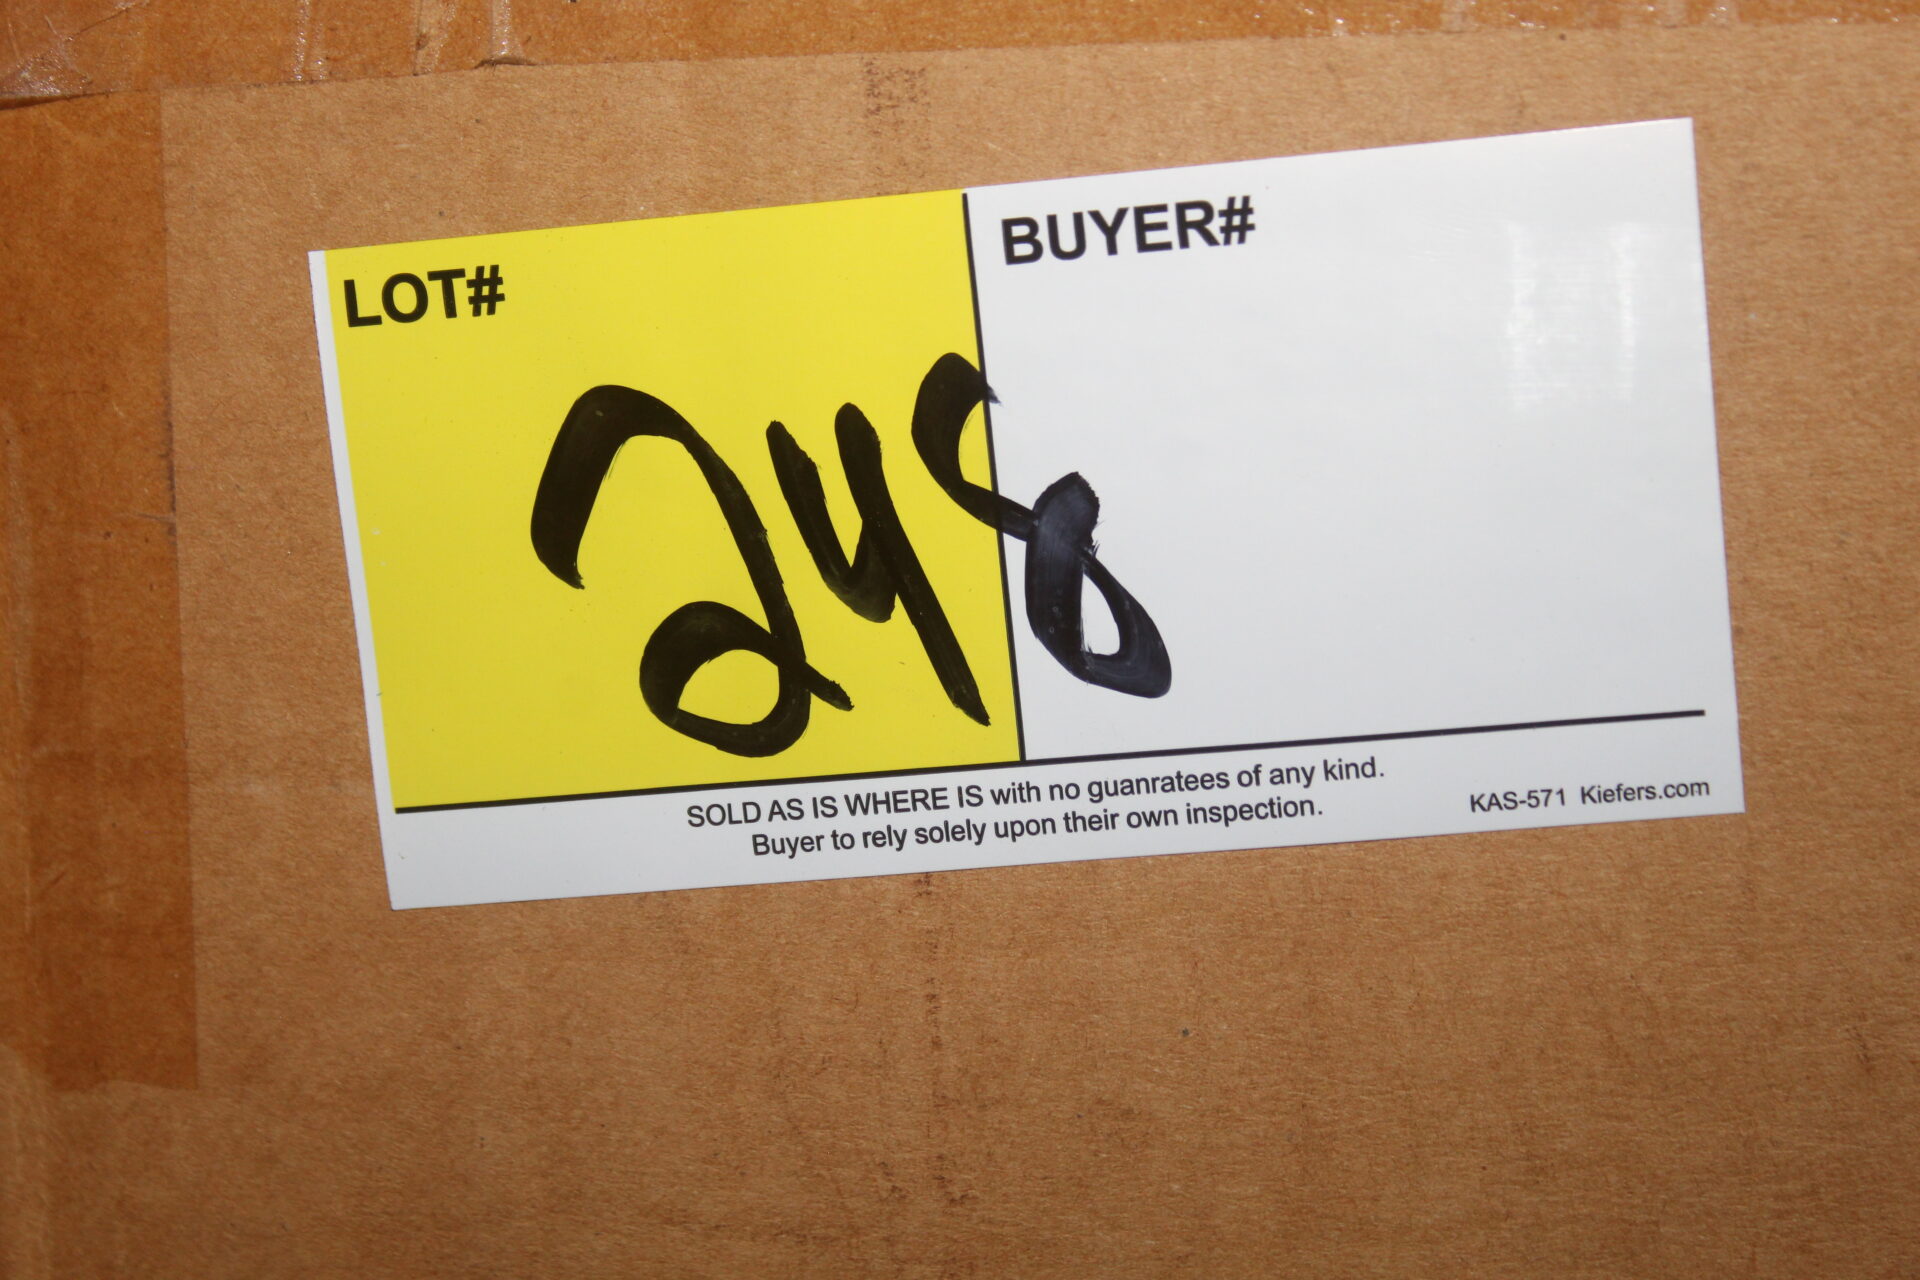 LOT#
BUYER#
248
SOLD AS IS WHERE IS with no guanratees of any kind.
Buyer to rely solely upon their own inspection.
KAS-571 Kiefers.com